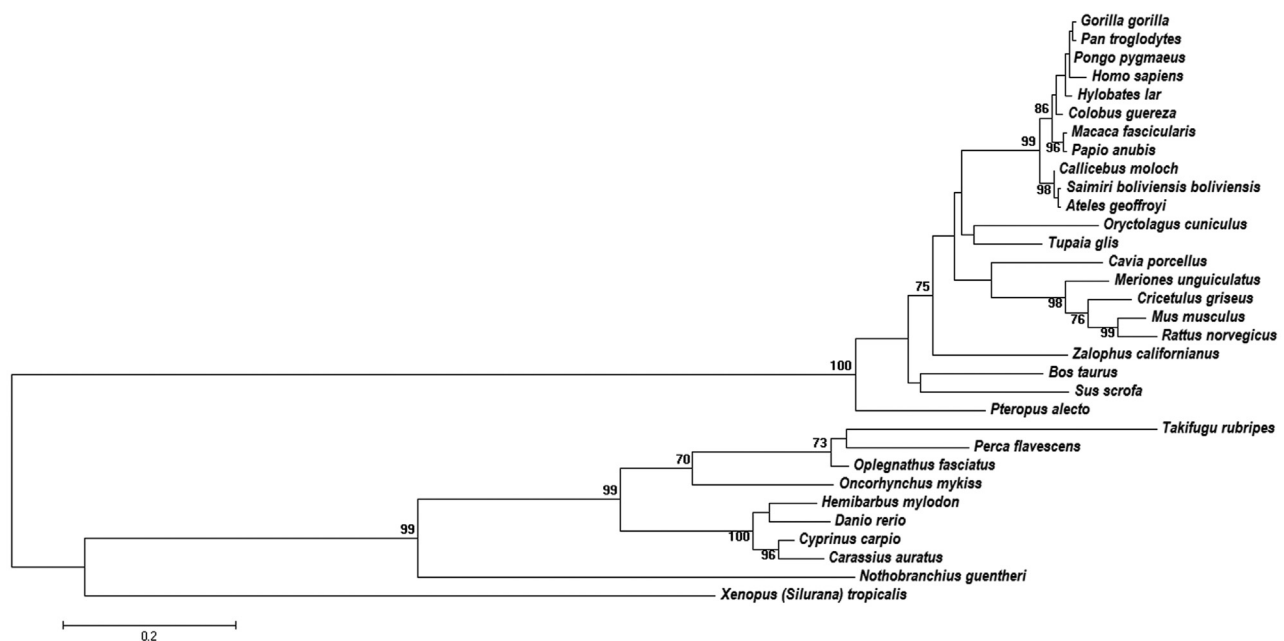 Gorilla gorilla
Pan troglodytes
Pongo pygmaeus
Homo sapiens
Hylobates lar
86
Colobus guereza
Macaca fascicularis
99
96
Papio anubis
Callicebus moloch
98
Saimiri boliviensis boliviensis
Ateles geoffroyi
Oryctolagus cuniculus
Tupaia glis
Cavia porcellus
75
Meriones unguiculatus
98
Cricetulus griseus
76
Mus musculus
99
Rattus norvegicus
Zalophus californianus
100
Bos taurus
Sus scrofa
Pteropus alecto
Takifugu rubripes
73
Perca flavescens
70
Oplegnathus fasciatus
Oncorhynchus mykiss
99
Hemibarbus mylodon
Danio rerio
99
100
Cyprinus carpio
96
Carassius auratus
Nothobranchius guentheri
Xenopus (Silurana) tropicalis
0.2